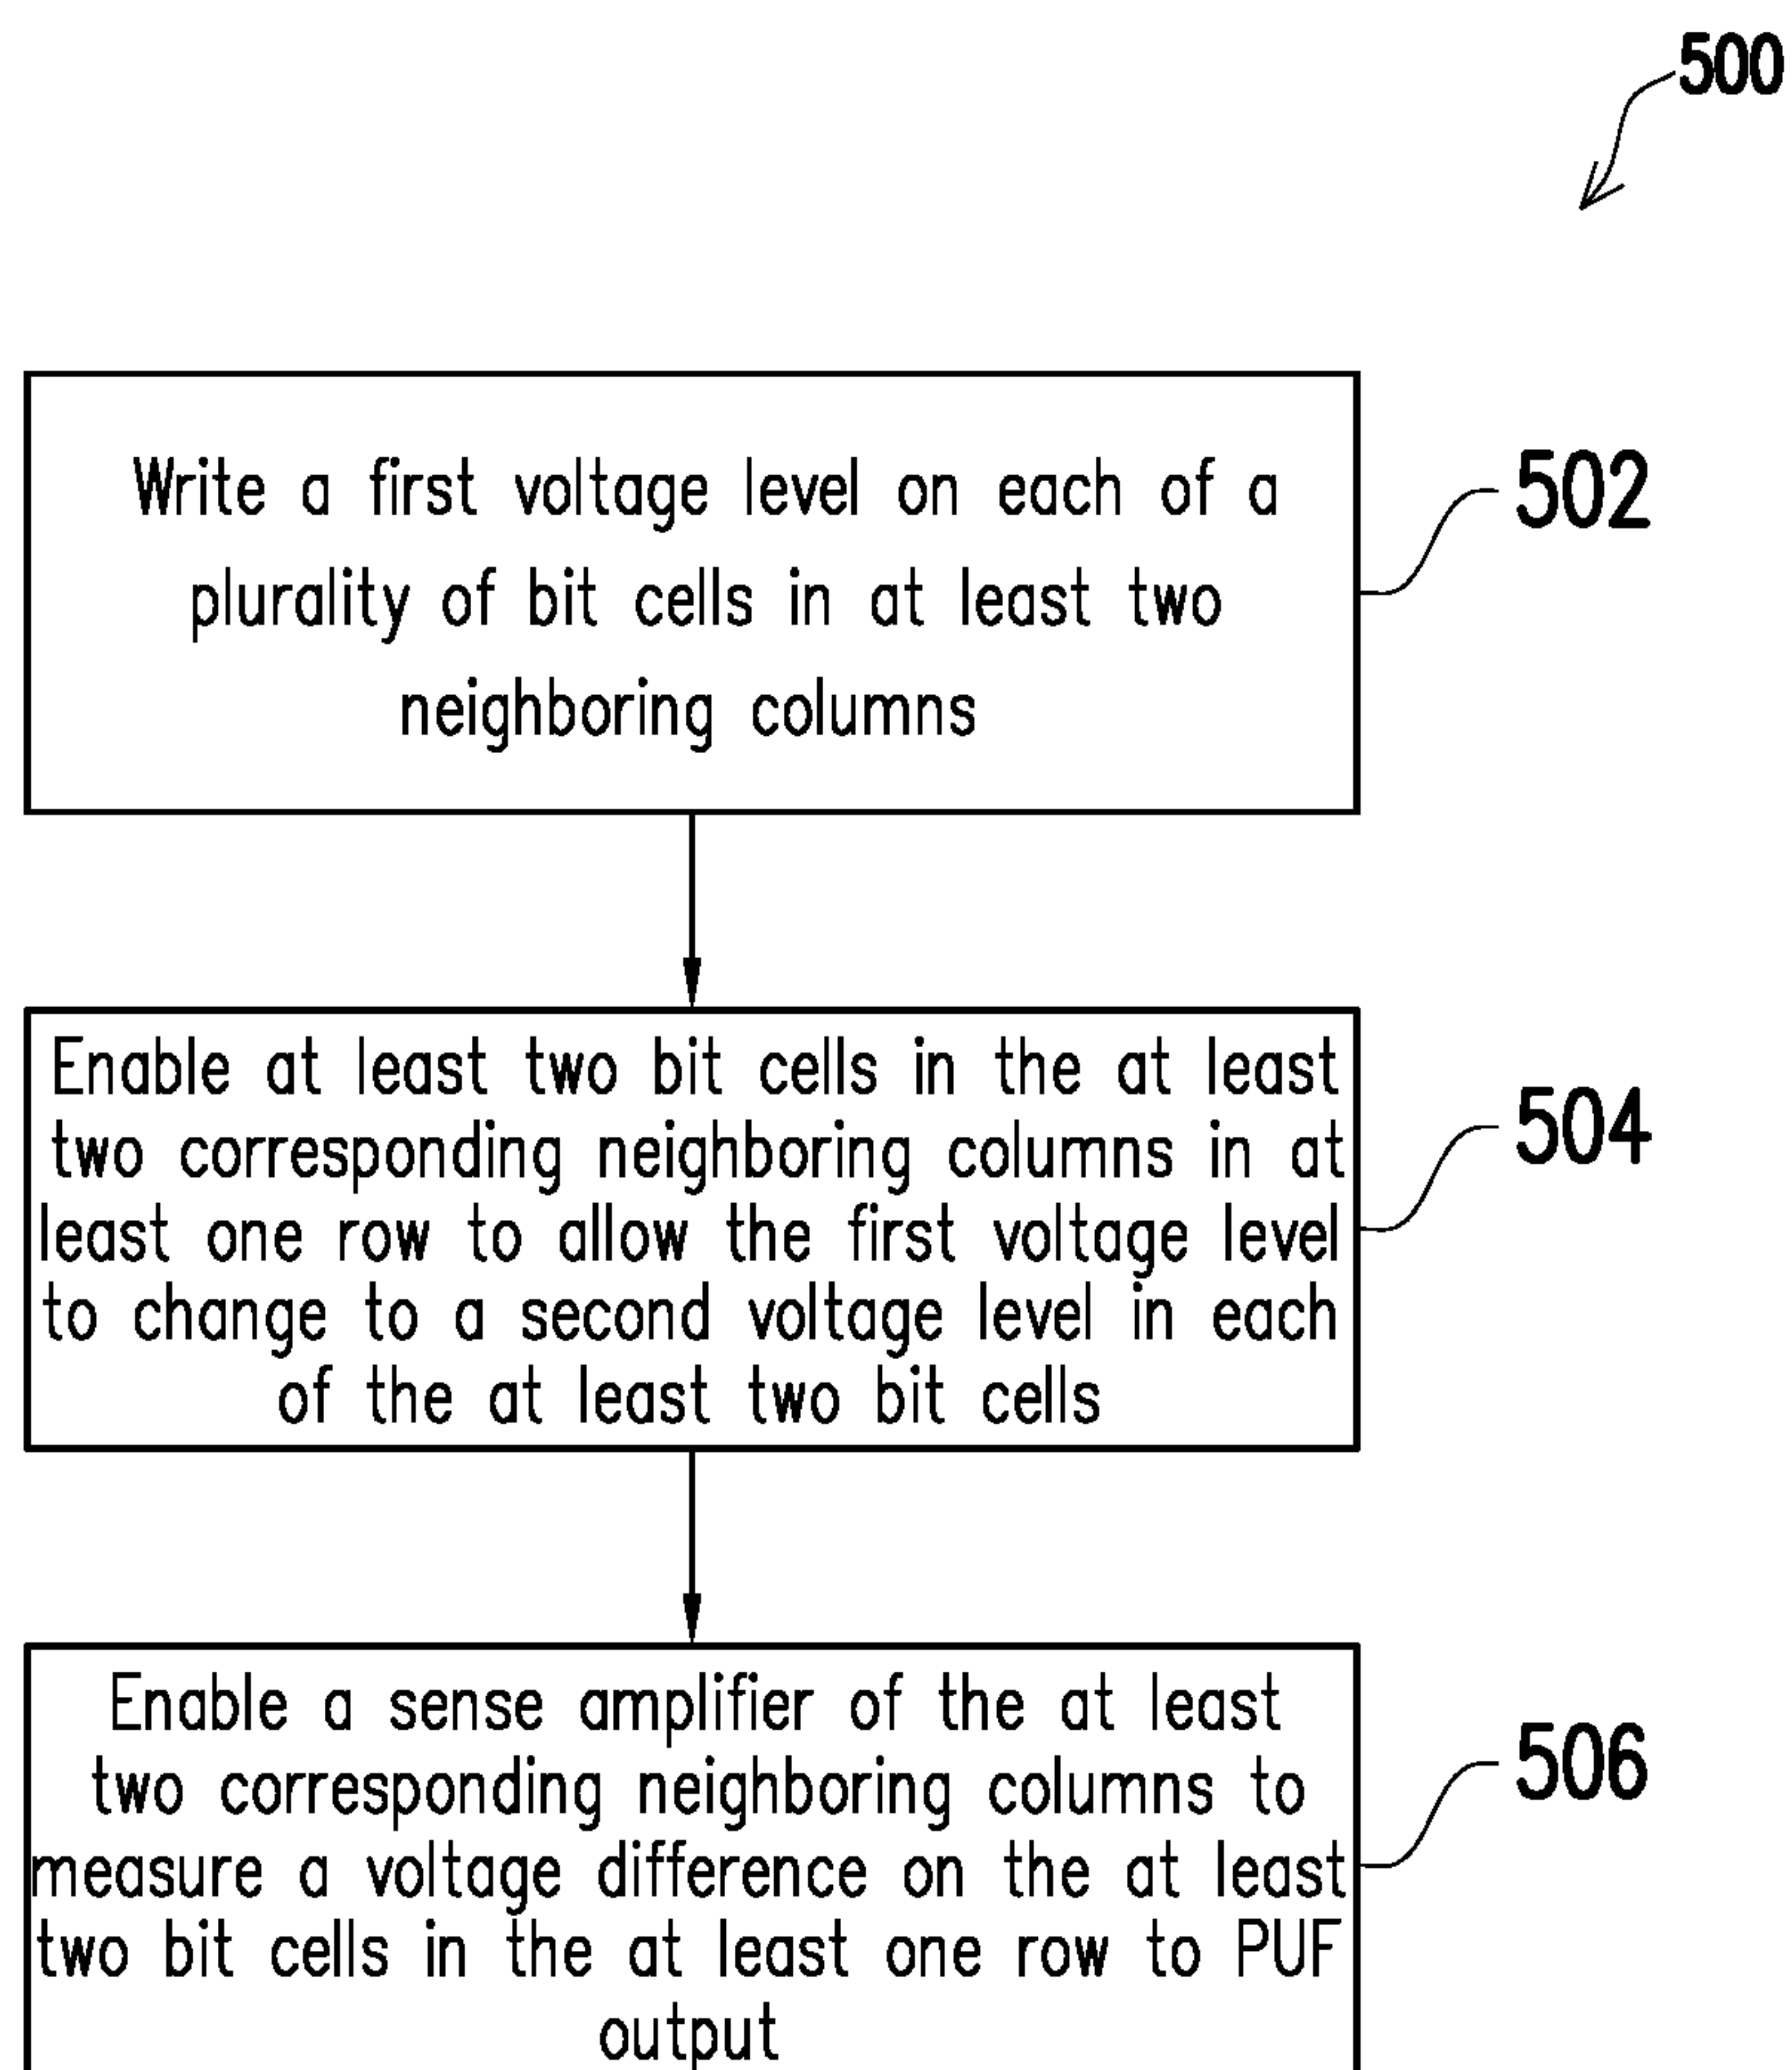 500
Write a first voltage level on each of a
plurality of bit cells in at least two
neighboring columns
502
Enable at least two bit cells in the at least
two corresponding neighboring columns in at
least one row to allow the first voltage level
to change to a second voltage level in each
of the at least two bit cells
504
Enable a sense amplifier of the at least
two corresponding neighboring columns to
measure a voltage difference on the at least
two bit cells in the at least one row to PUF
output
506